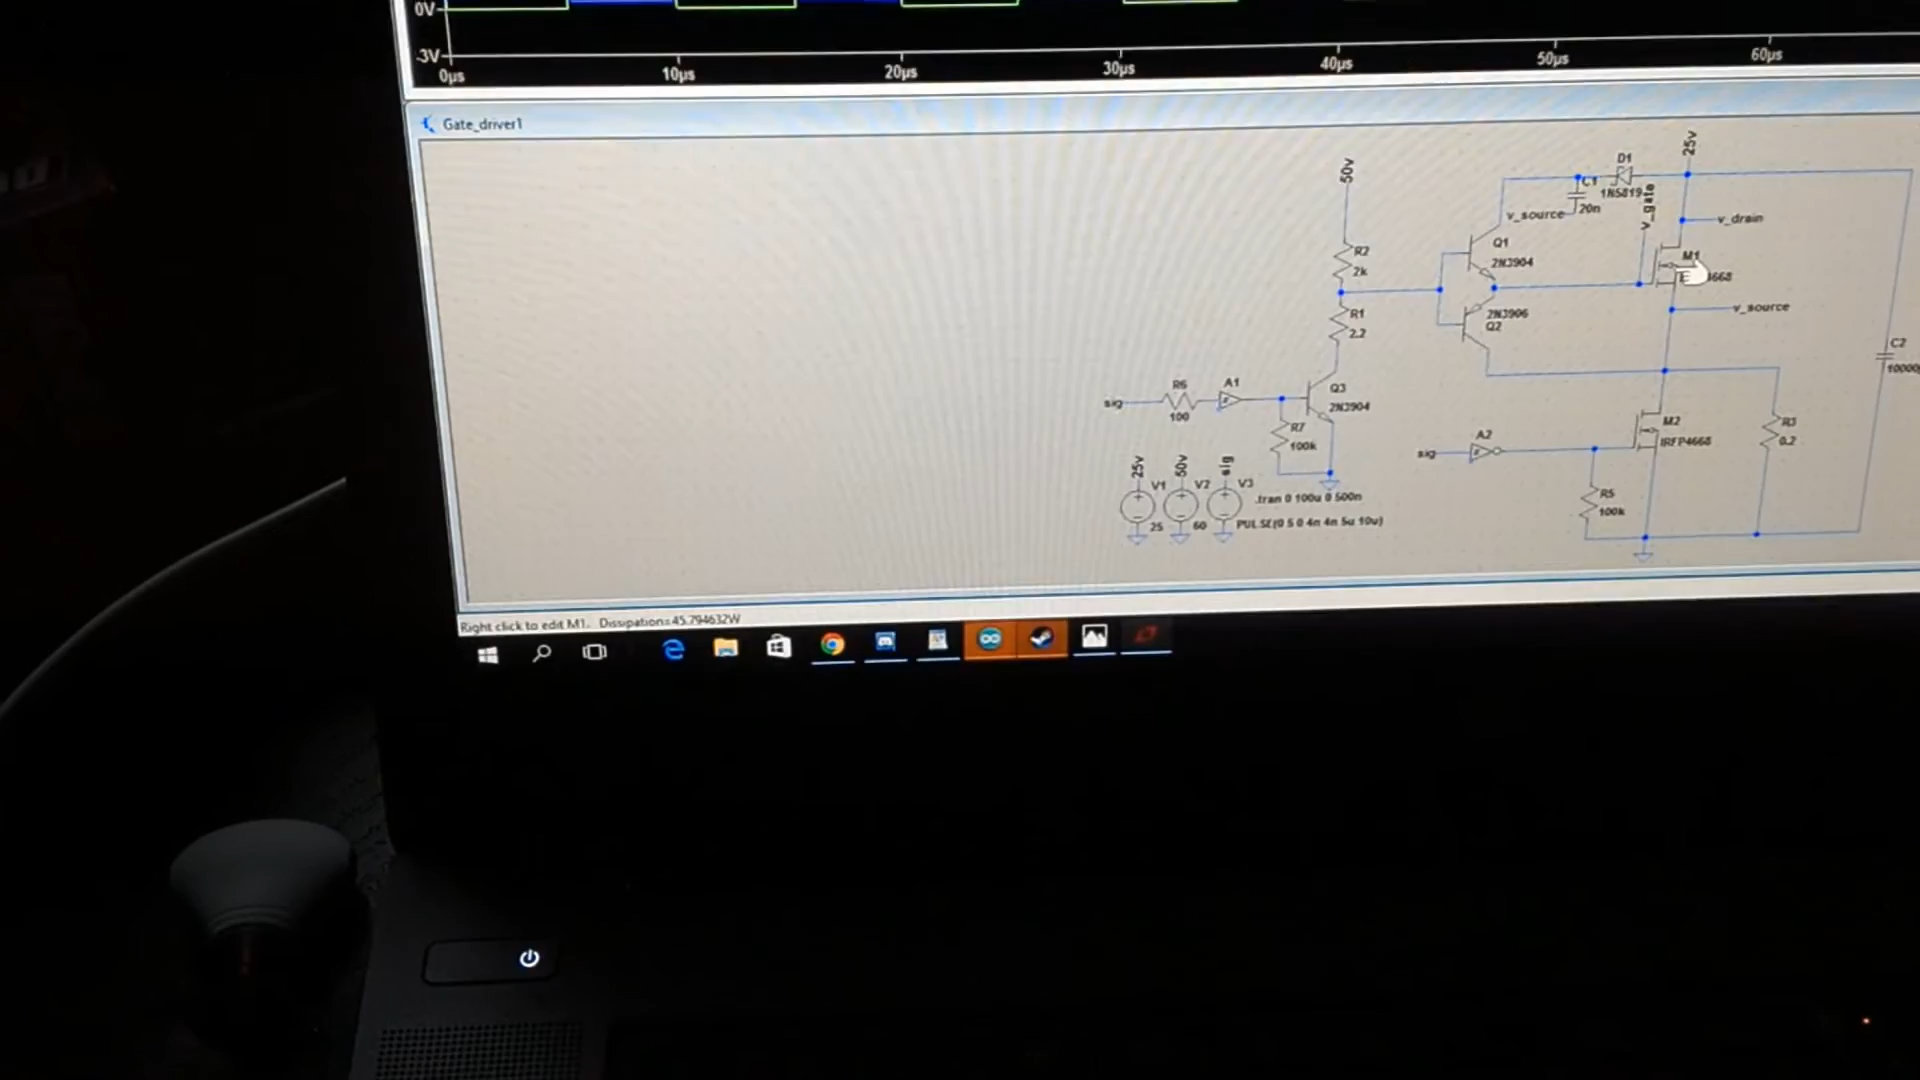 0V
-3V
0µs 10µs 20µs 30µs 40µs 50µs 60µs
Gate_driver1
50v
25v
D1
C1
1N5819
20n
v_source
v_gate
v_drain
R2
2k
Q1
2N3904
M1
v_source
R1
2.2
2N3906
Q2
C2
R6
A1
sig
100
Q3
2N3904
R7
100k
A2
sig
M2
IRFP4668
R3
0.2
25v
50v
sig
V1
V2
V3
25
60
.tran 0 100u 0 500n
PULSE(0 5 0 4n 4n 5u 10u)
R5
100k
Right click to edit M1. Dissipation=45.794632W